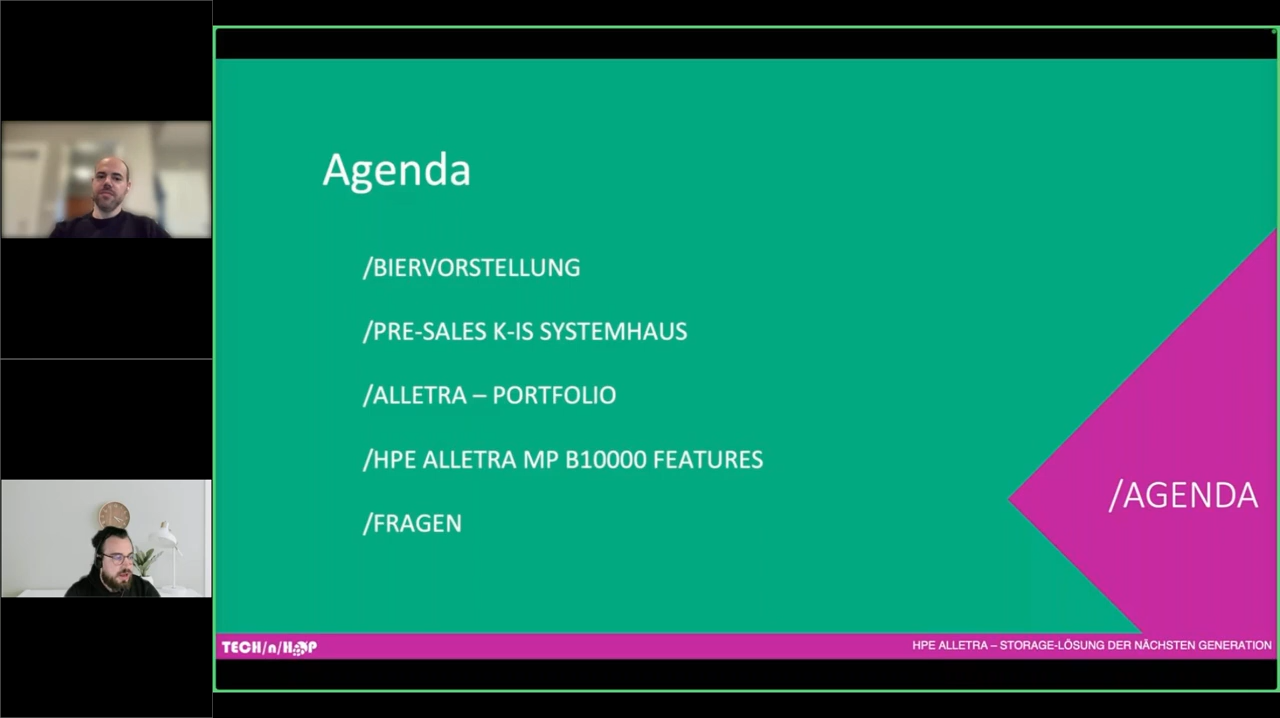 Agenda
/BIERVORSTELLUNG
/PRE-SALES K-IS SYSTEMHAUS
/ALLETRA – PORTFOLIO
/HPE ALLETRA MP B10000 FEATURES
/FRAGEN
/AGENDA
TECH/n/HOP
HPE ALLETRA – STORAGE-LÖSUNG DER NÄCHSTEN GENERATION